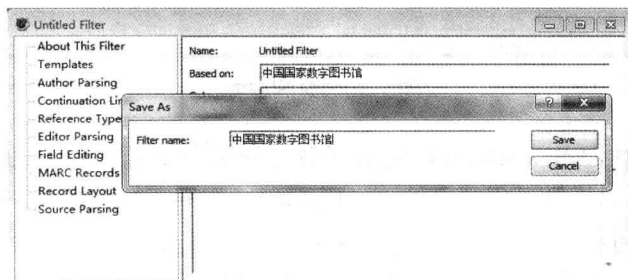 Untitled Filter
About This Filter
Templates
Author Parsing
Continuation Lin
Reference Type
Editor Parsing
Field Editing
MARC Records
Record Layout
Source Parsing
Name: Untitled Filter
Based on: 中国国家数字图书馆
Save As
Filter name: 中国国家数字图书馆
Save
Cancel